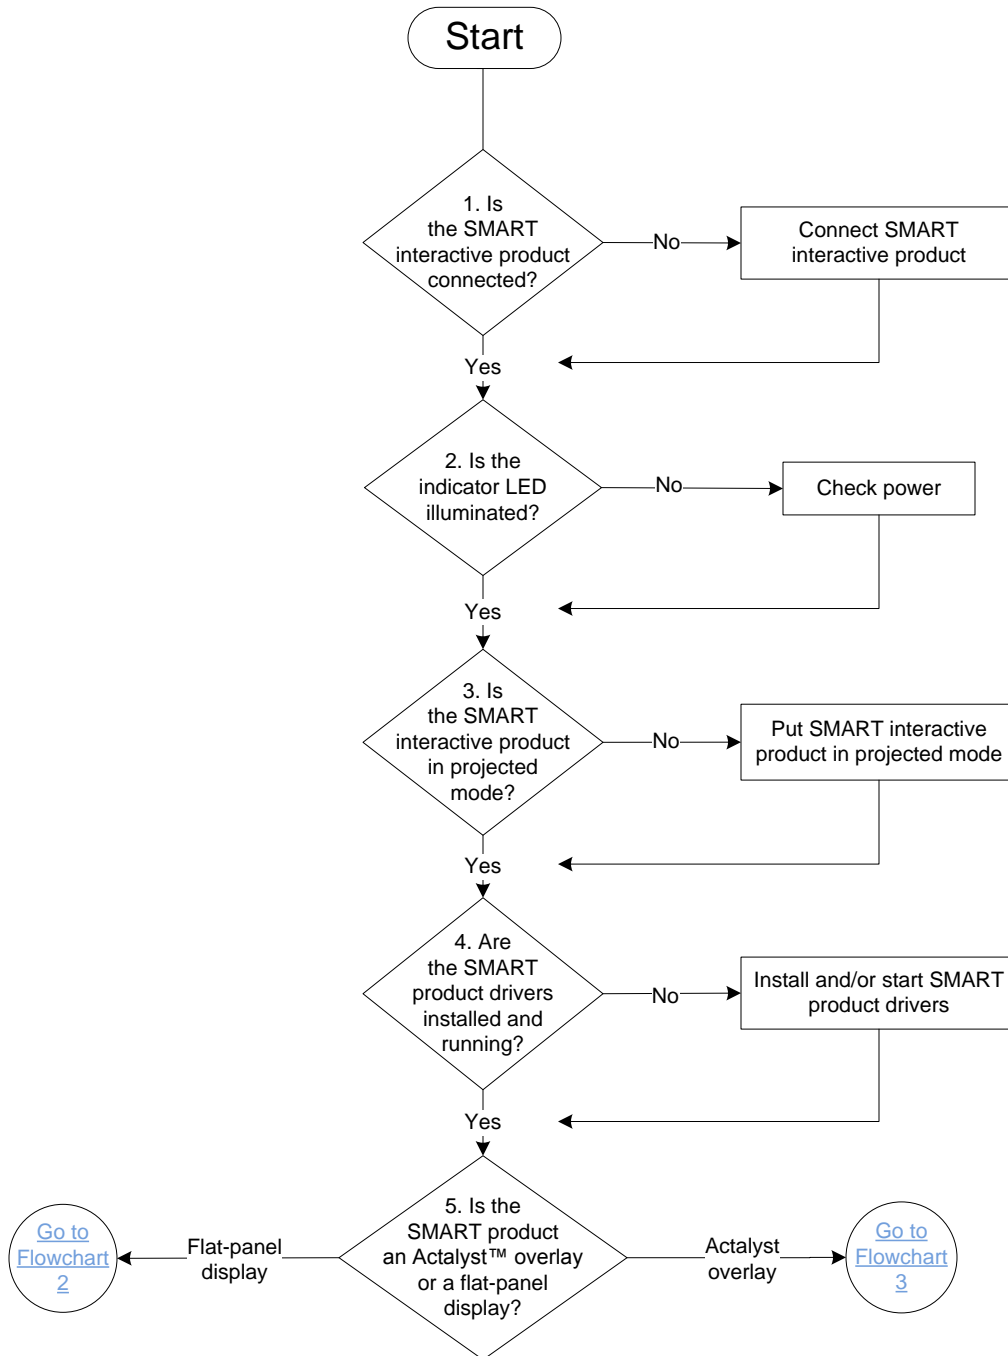 Start
1. Is
the SMART
interactive product
connected?
No
Connect SMART
interactive product
Yes
2. Is the
indicator LED
illuminated?
No
Check power
Yes
3. Is
the SMART
interactive product
in projected
mode?
No
Put SMART interactive
product in projected mode
Yes
4. Are
the SMART
product drivers
installed and
running?
No
Install and/or start SMART
product drivers
Yes
5. Is the
SMART product
an Actalyst™ overlay
or a flat-panel
display?
Flat-panel
display
Go to
Flowchart
2
Actalyst
overlay
Go to
Flowchart
3